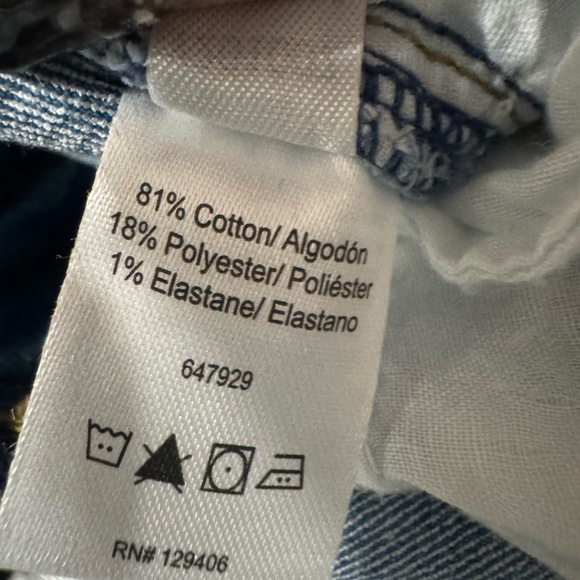 81% Cotton/ Algodón
18% Polyester/ Poliéster
1% Elastane/ Elastano
647929
RN# 129406